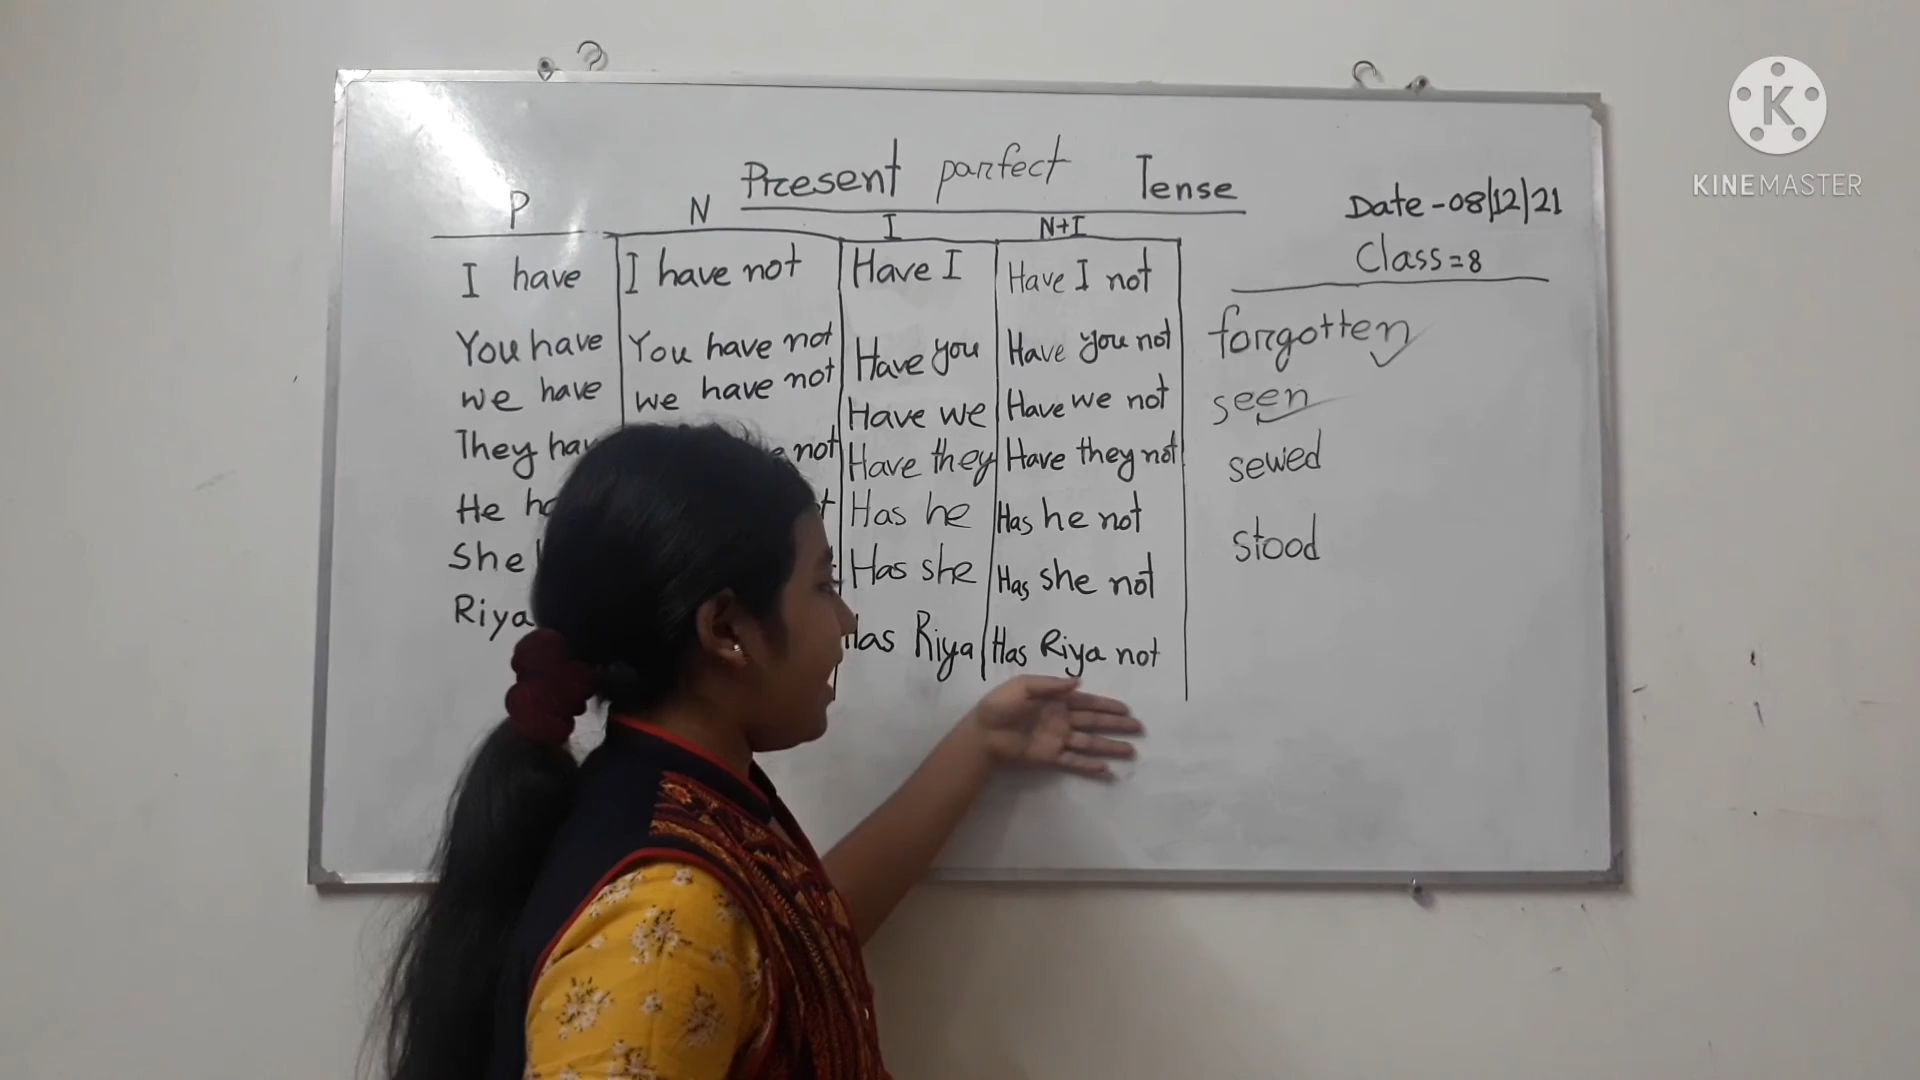 Present parfect Tense
Date - 08/12/21
Class = 8
P N I N+I
I have I have not Have I Have I not
You have You have not Have you Have you not
we have we have not Have we Have we not
They not Have they Have they not
He Has he Has he not
She Has she Has she not
Riya Has Riya Has Riya not
forgotten
seen
sewed
stood
K
KINEMASTER